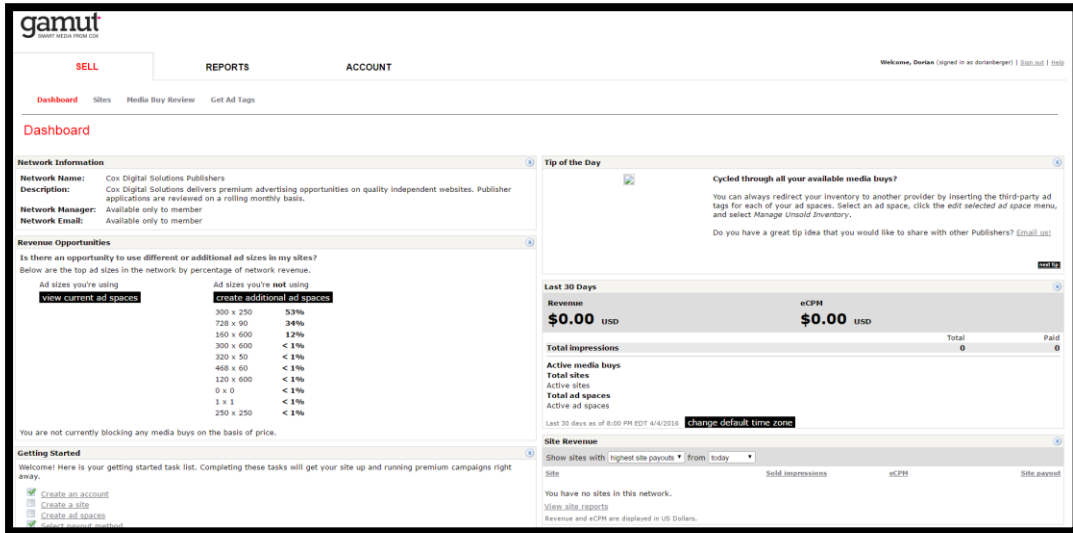 gamut
SMART MEDIA FROM COX
SELL REPORTS ACCOUNT
Welcome, Dorian (signed in as dorianberger) | Sign out | Help
Dashboard Sites Media Buy Review Get Ad Tags
Dashboard
Network Information
Network Name: Cox Digital Solutions Publishers
Description: Cox Digital Solutions delivers premium advertising opportunities on quality independent websites. Publisher
applications are reviewed on a rolling monthly basis.
Network Manager: Available only to member
Network Email: Available only to member
Revenue Opportunities
Is there an opportunity to use different or additional ad sizes in my sites?
Below are the top ad sizes in the network by percentage of network revenue.
Ad sizes you're using Ad sizes you're not using
view current ad spaces create additional ad spaces
300 x 250 53%
728 x 90 34%
160 x 600 12%
300 x 600 < 1%
320 x 50 < 1%
468 x 60 < 1%
120 x 600 < 1%
0 x 0 < 1%
1 x 1 < 1%
250 x 250 < 1%
You are not currently blocking any media buys on the basis of price.
Getting Started
Welcome! Here is your getting started task list. Completing these tasks will get your site up and running premium campaigns right
away.
Create an account
Create a site
Create ad spaces
Select payout method
Tip of the Day
Cycled through all your available media buys?
You can always redirect your inventory to another provider by inserting the third-party ad
tags for each of your ad spaces. Select an ad space, click the edit selected ad space menu,
and select Manage Unsold Inventory.
Do you have a great tip idea that you would like to share with other Publishers? Email us!
next tip
Last 30 Days
Revenue eCPM
$0.00 USD $0.00 USD
Total Paid
Total impressions 0 0
Active media buys
Total sites
Active sites
Total ad spaces
Active ad spaces
Last 30 days as of 8:00 PM EDT 4/4/2016 change default time zone
Site Revenue
Show sites with highest site payouts from today
Site Sold impressions eCPM Site payout
You have no sites in this network.
View site reports
Revenue and eCPM are displayed in US Dollars.